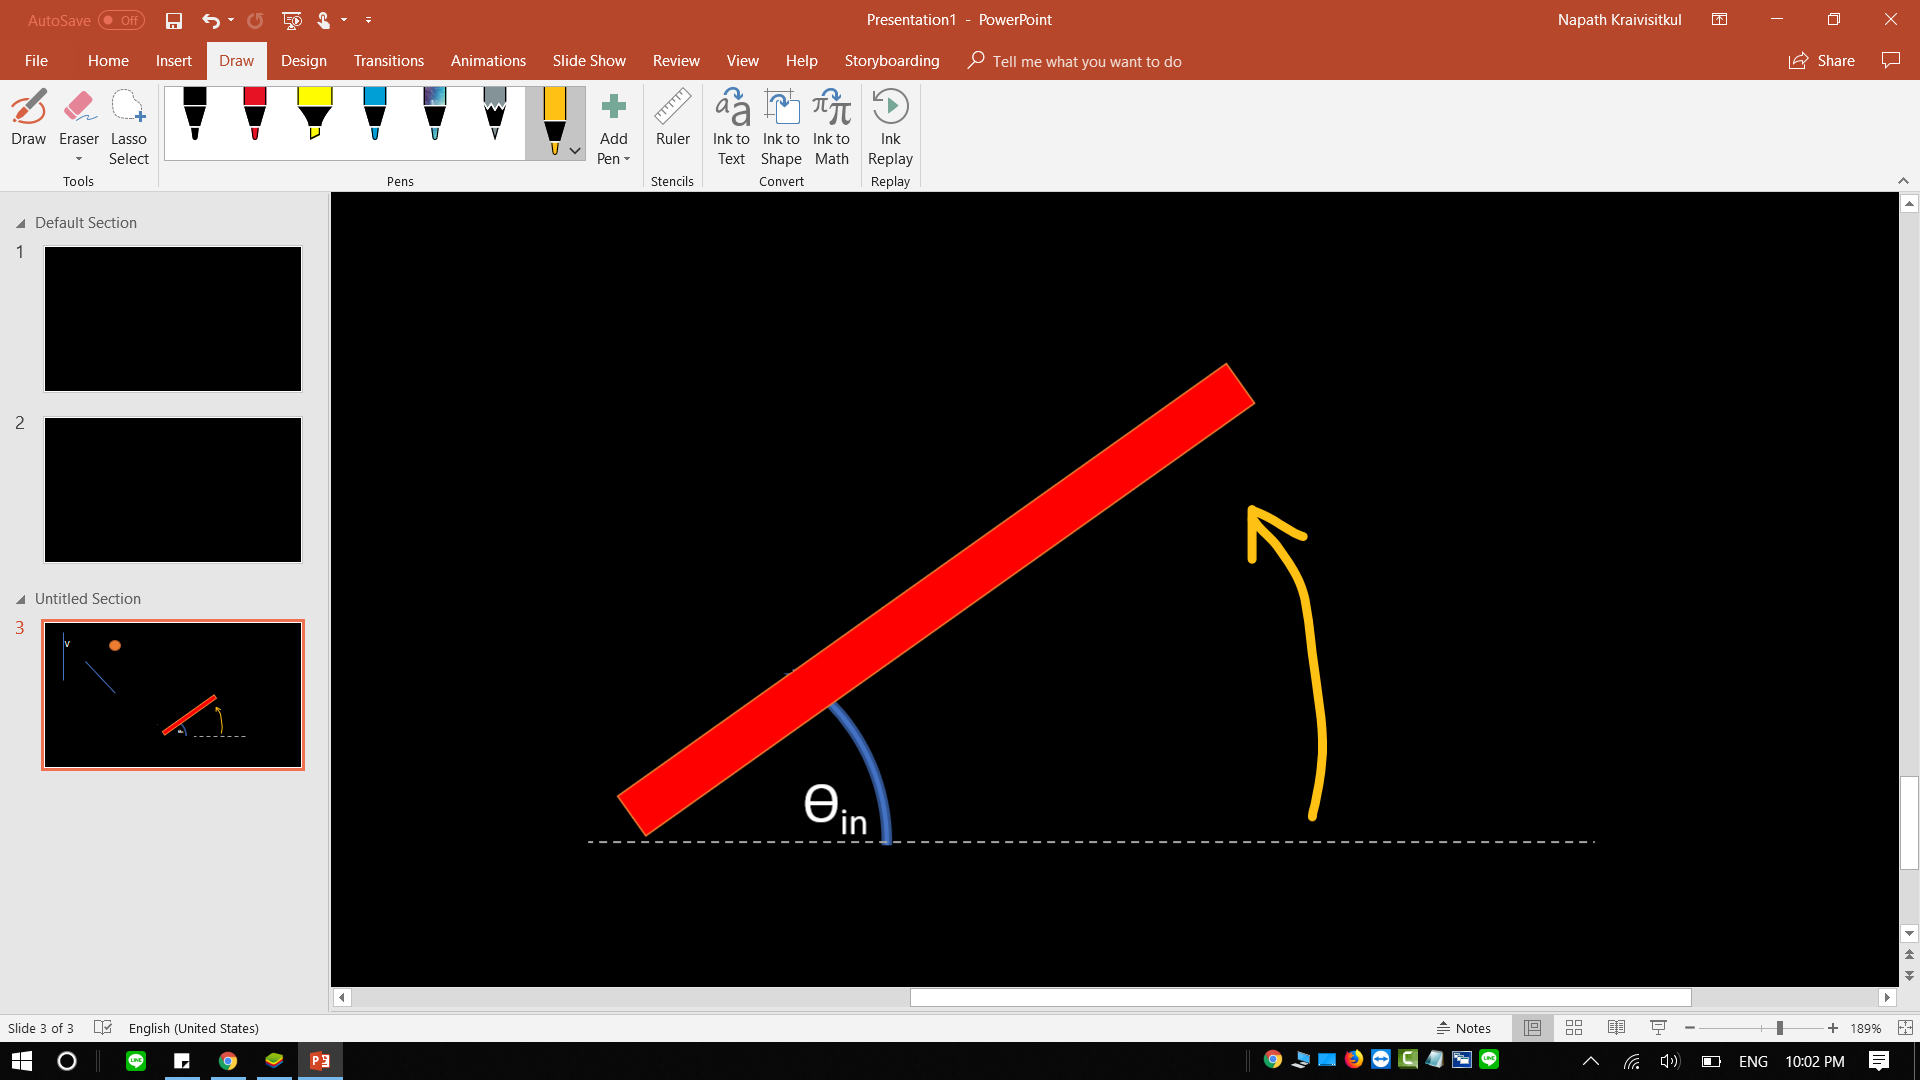 AutoSave Off
Presentation1 - PowerPoint
Napath Kraivisitkul
File Home Insert Draw Design Transitions Animations Slide Show Review View Help Storyboarding Tell me what you want to do Share
Draw Eraser Lasso Select Add Pen Ruler Ink to Text Ink to Shape Ink to Math Ink Replay
Tools Pens Stencils Convert Replay
Default Section
1
2
Untitled Section
3
V
ϴin
Slide 3 of 3 English (United States) Notes 189%
ENG 10:02 PM